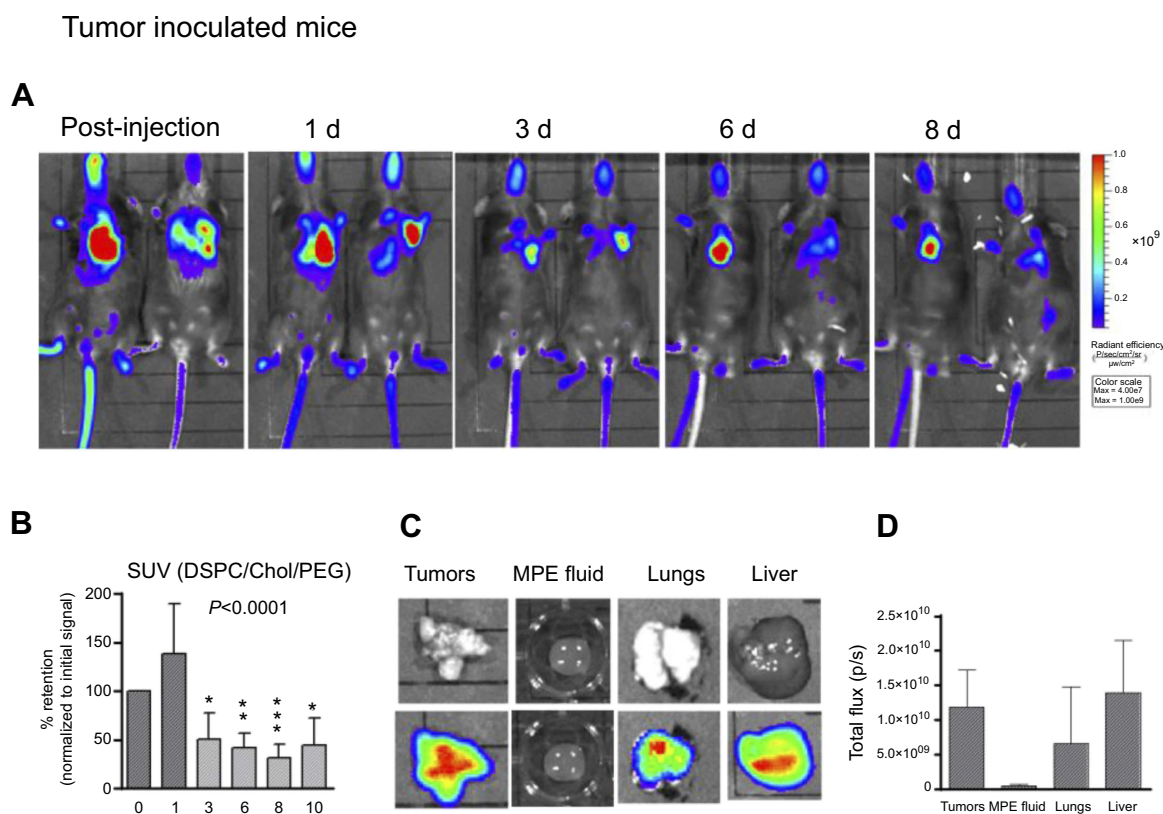 Tumor inoculated mice
A
Post-injection 1 d 3 d 6 d 8 d
1.0
0.8
0.6
×10⁹
0.4
0.2
Radiant efficiency
(P/sec/cm²/sr
µw/cm²)
Color scale
Max = 4.00e7
Max = 1.00e9
B
SUV (DSPC/Chol/PEG)
P<0.0001
% retention
(normalized to initial signal)
200
150
100
50
0
* ** *** *
0 1 3 6 8 10
C
Tumors MPE fluid Lungs Liver
D
Total flux (p/s)
2.5×10¹⁰
2.0×10¹⁰
1.5×10¹⁰
1.0×10¹⁰
5.0×10⁰⁹
0
Tumors MPE fluid Lungs Liver